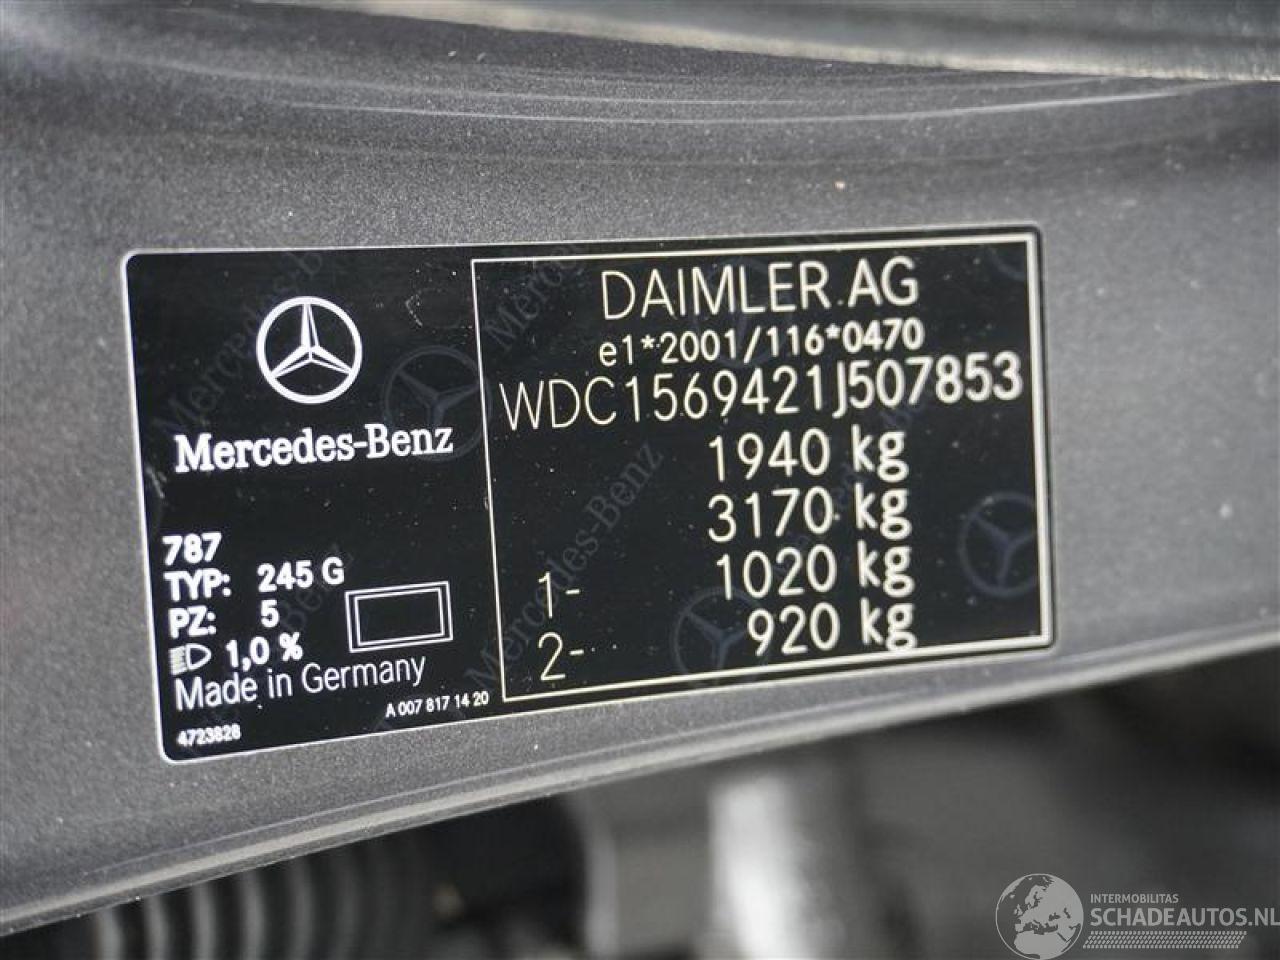 Mercedes-Benz
787
TYP: 245 G
PZ: 5
1,0 %
Made in Germany
A 007 817 14 20
4723828
DAIMLER AG
e1*2001/116*0470
WDC1569421J507853
1940 kg
3170 kg
1- 1020 kg
2- 920 kg
INTERMOBILITAS
SCHADEAUTOS.NL